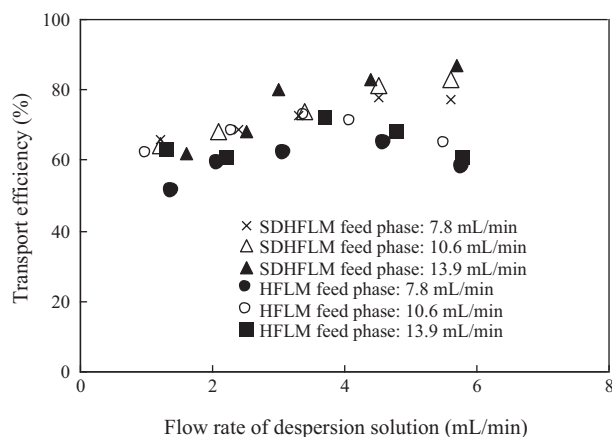 100
80
60
40
20
0
Transport efficiency (%)
SDHFLM feed phase: 7.8 mL/min
SDHFLM feed phase: 10.6 mL/min
SDHFLM feed phase: 13.9 mL/min
HFLM feed phase: 7.8 mL/min
HFLM feed phase: 10.6 mL/min
HFLM feed phase: 13.9 mL/min
0 2 4 6 8
Flow rate of despersion solution (mL/min)